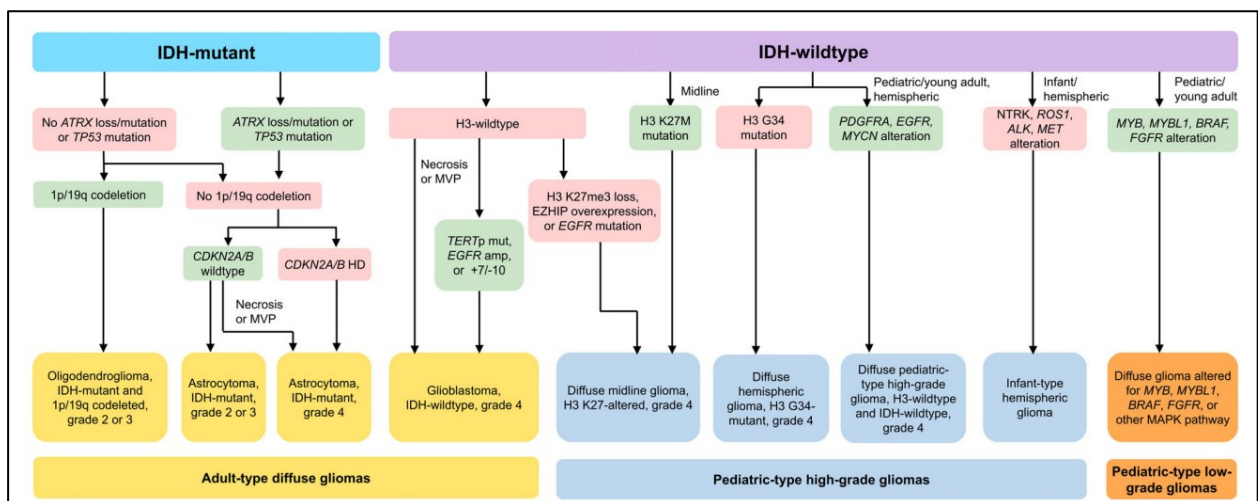 IDH-mutant
IDH-wildtype
No ATRX loss/mutation
or TP53 mutation
ATRX loss/mutation or
TP53 mutation
H3-wildtype
Midline
H3 K27M
mutation
H3 G34
mutation
Pediatric/young adult,
hemispheric
PDGFRA, EGFR,
MYCN alteration
Infant/
hemispheric
NTRK, ROS1,
ALK, MET
alteration
Pediatric/
young adult
MYB, MYBL1, BRAF,
FGFR alteration
1p/19q codeletion
No 1p/19q codeletion
Necrosis
or MVP
H3 K27me3 loss,
EZHIP overexpression,
or EGFR mutation
CDKN2A/B
wildtype
CDKN2A/B HD
TERTp mut,
EGFR amp,
or +7/-10
Necrosis
or MVP
Oligodendroglioma,
IDH-mutant and
1p/19q codeleted,
grade 2 or 3
Astrocytoma,
IDH-mutant,
grade 2 or 3
Astrocytoma,
IDH-mutant,
grade 4
Glioblastoma,
IDH-wildtype, grade 4
Diffuse midline glioma,
H3 K27-altered, grade 4
Diffuse
hemispheric
glioma, H3 G34-
mutant, grade 4
Diffuse pediatric-
type high-grade
glioma, H3-wildtype
and IDH-wildtype,
grade 4
Infant-type
hemispheric
glioma
Diffuse glioma altered
for MYB, MYBL1,
BRAF, FGFR, or
other MAPK pathway
Adult-type diffuse gliomas
Pediatric-type high-grade gliomas
Pediatric-type low-
grade gliomas